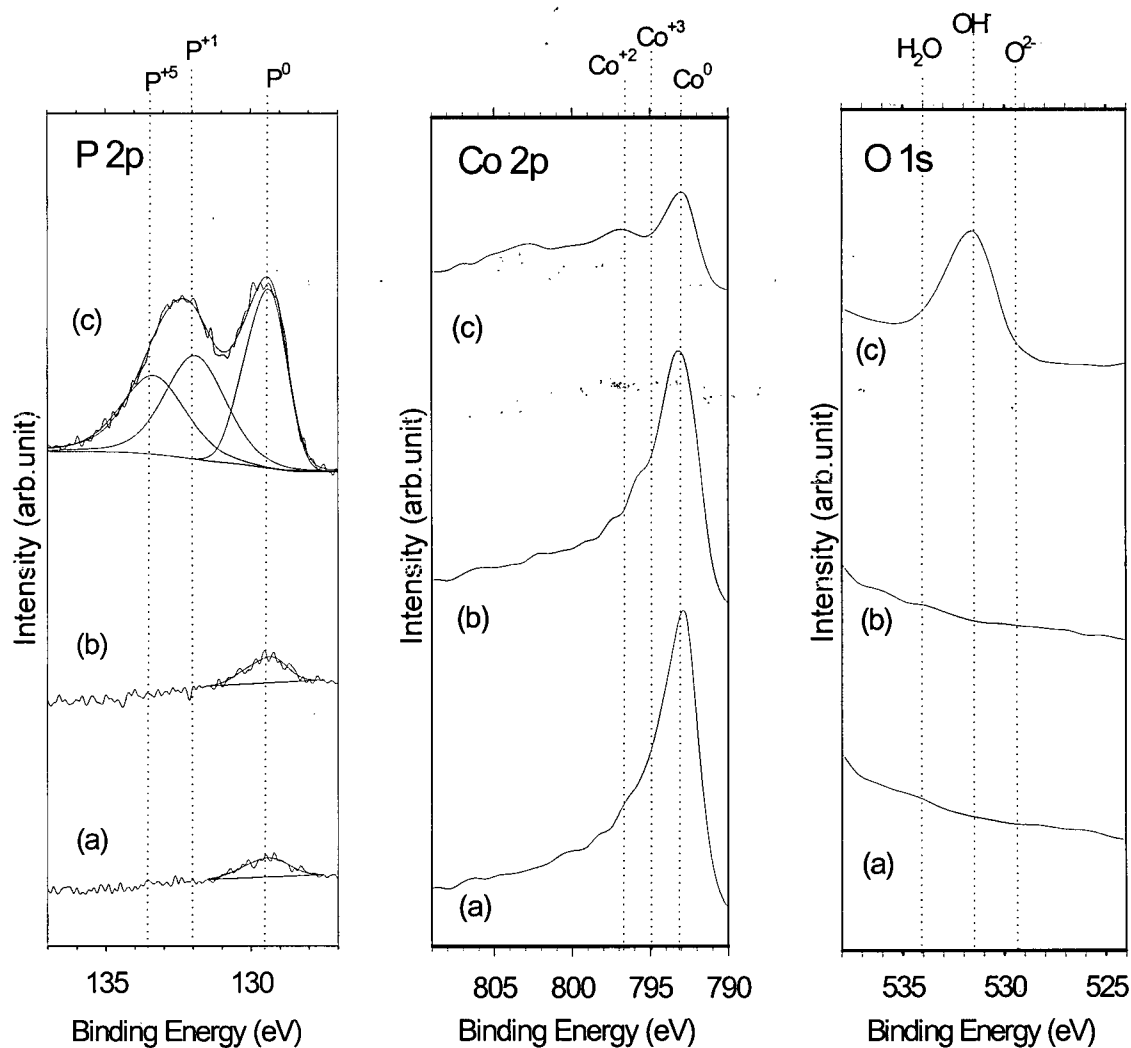 P⁺⁵
P⁺¹
P⁰
P 2p
(c)
(b)
(a)
Intensity (arb.unit)
135
130
Binding Energy (eV)
Co⁺²
Co⁺³
Co⁰
Co 2p
(c)
(b)
(a)
Intensity (arb.unit)
805
800
795
790
Binding Energy (eV)
H₂O
OH⁻
O²⁻
O 1s
(c)
(b)
(a)
Intensity (arb.unit)
535
530
525
Binding Energy (eV)